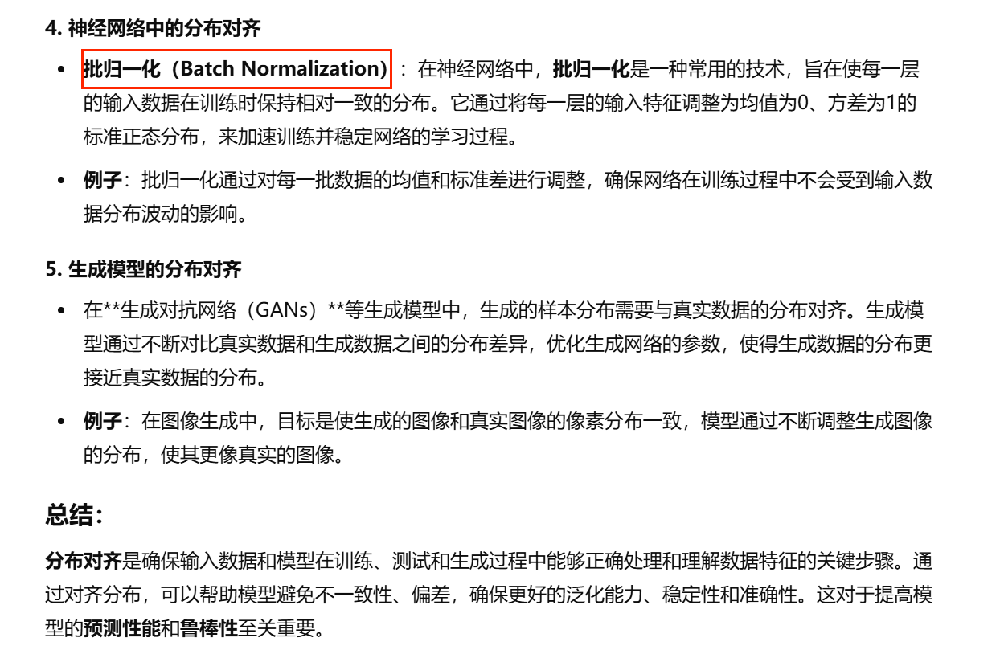 4. 神经网络中的分布对齐
• 批归一化（Batch Normalization）：在神经网络中，批归一化是一种常用的技术，旨在使每一层
的输入数据在训练时保持相对一致的分布。它通过将每一层的输入特征调整为均值为0、方差为1的
标准正态分布，来加速训练并稳定网络的学习过程。
• 例子：批归一化通过对每一批数据的均值和标准差进行调整，确保网络在训练过程中不会受到输入数
据分布波动的影响。
5. 生成模型的分布对齐
• 在**生成对抗网络（GANs）**等生成模型中，生成的样本分布需要与真实数据的分布对齐。生成模
型通过不断对比真实数据和生成数据之间的分布差异，优化生成网络的参数，使得生成数据的分布更
接近真实数据的分布。
• 例子：在图像生成中，目标是使生成的图像和真实图像的像素分布一致，模型通过不断调整生成图像
的分布，使其更像真实的图像。
总结：
分布对齐是确保输入数据和模型在训练、测试和生成过程中能够正确处理和理解数据特征的关键步骤。通
过对齐分布，可以帮助模型避免不一致性、偏差，确保更好的泛化能力、稳定性和准确性。这对于提高模
型的预测性能和鲁棒性至关重要。